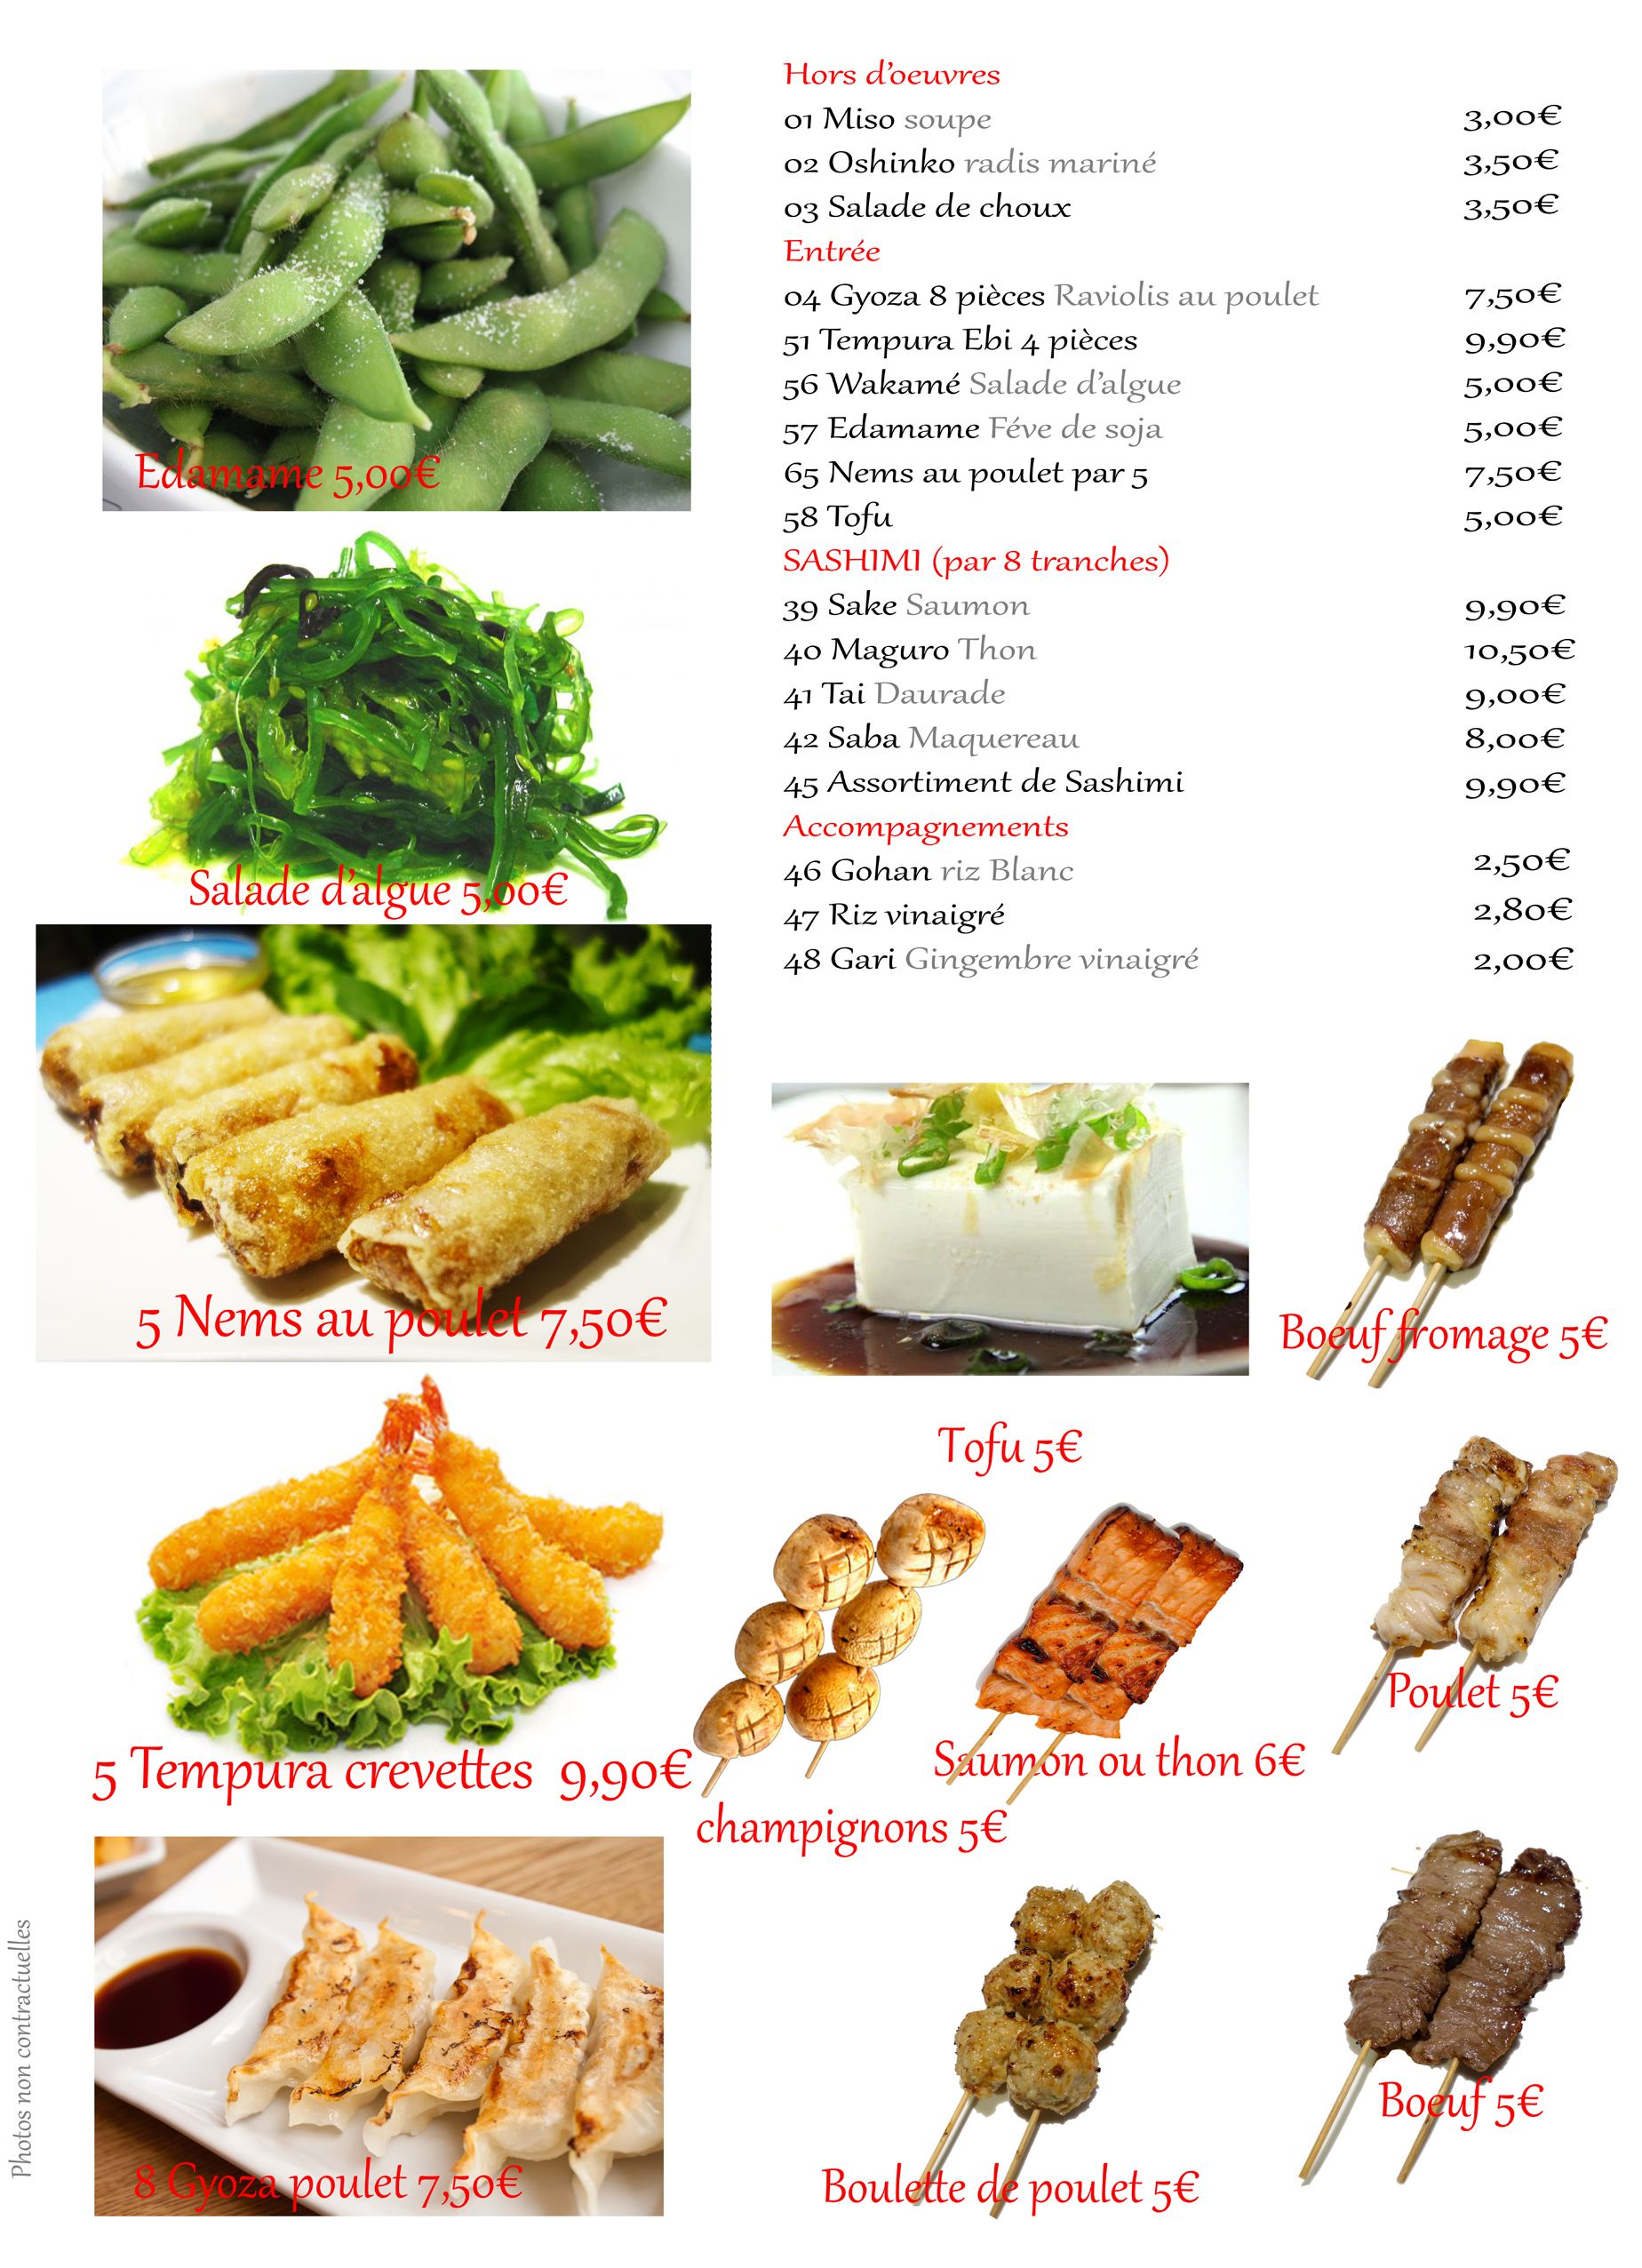 Hors d'oeuvres
01 Miso soupe 3,00€
02 Oshinko radis mariné 3,50€
03 Salade de choux 3,50€
Entrée
04 Gyoza 8 pièces Raviolis au poulet 7,50€
51 Tempura Ebi 4 pièces 9,90€
56 Wakamé Salade d'algue 5,00€
57 Edamame Féve de soja 5,00€
65 Nems au poulet par 5 7,50€
58 Tofu 5,00€
SASHIMI (par 8 tranches)
39 Sake Saumon 9,90€
40 Maguro Thon 10,50€
41 Tai Daurade 9,00€
42 Saba Maquereau 8,00€
45 Assortiment de Sashimi 9,90€
Accompagnements
46 Gohan riz Blanc 2,50€
47 Riz vinaigré 2,80€
48 Gari Gingembre vinaigré 2,00€
Edamame 5,00€
Salade d'algue 5,00€
5 Nems au poulet 7,50€
5 Tempura crevettes 9,90€
8 Gyoza poulet 7,50€
Tofu 5€
Boeuf fromage 5€
champignons 5€
Saumon ou thon 6€
Poulet 5€
Boulette de poulet 5€
Boeuf 5€
Photos non contractuelles